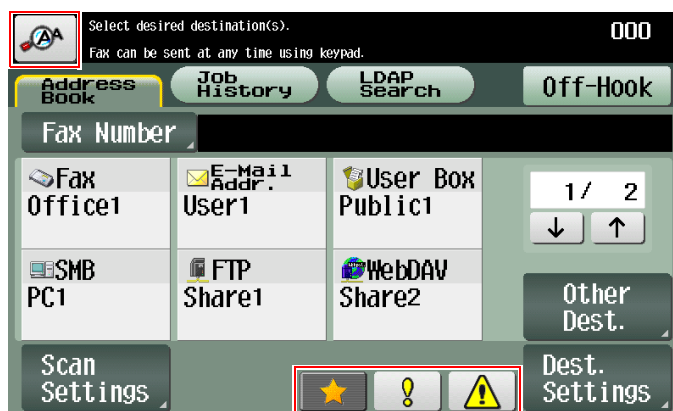 Select desired destination(s).
000
Fax can be sent at any time using keypad.
Address
Book
Job
History
LDAP
Search
Off-Hook
Fax Number
Fax
Office1
E-Mail
Addr.
User1
User Box
Public1
1/ 2
↓ ↑
SMB
PC1
FTP
Share1
WebDAV
Share2
Other
Dest.
Scan
Settings
Dest.
Settings